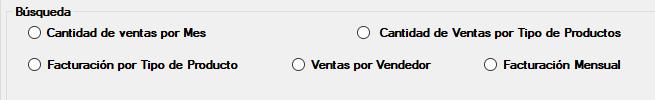 Búsqueda
Cantidad de ventas por Mes
Cantidad de Ventas por Tipo de Productos
Facturación por Tipo de Producto
Ventas por Vendedor
Facturación Mensual